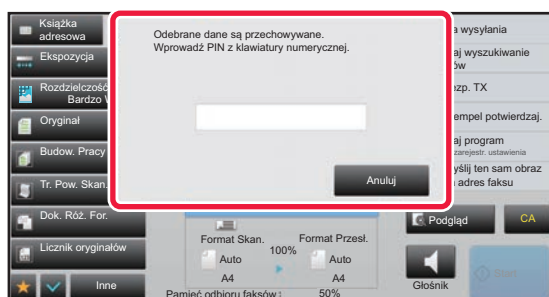 Książka
adresowa
Ekspozycja
Rozdzielczość
Bardzo
Oryginał
Budow. Pracy
Tr. Pow. Skan.
Dok. Róż. For.
Licznik oryginałów
Inne
Odebrane dane są przechowywane.
Wprowadź PIN z klawiatury numerycznej.
Anuluj
a wysyłania
aj wyszukiwanie
ów
ezp. TX
empel potwierdzaj.
aj program
zarejestr. ustawienia
yślij ten sam obraz
adres faksu
Podgląd
CA
Format Skan.
100%
Format Przesł.
Auto
A4
Auto
A4
Głośnik
Start
Pamięć odbioru faksów:
50%